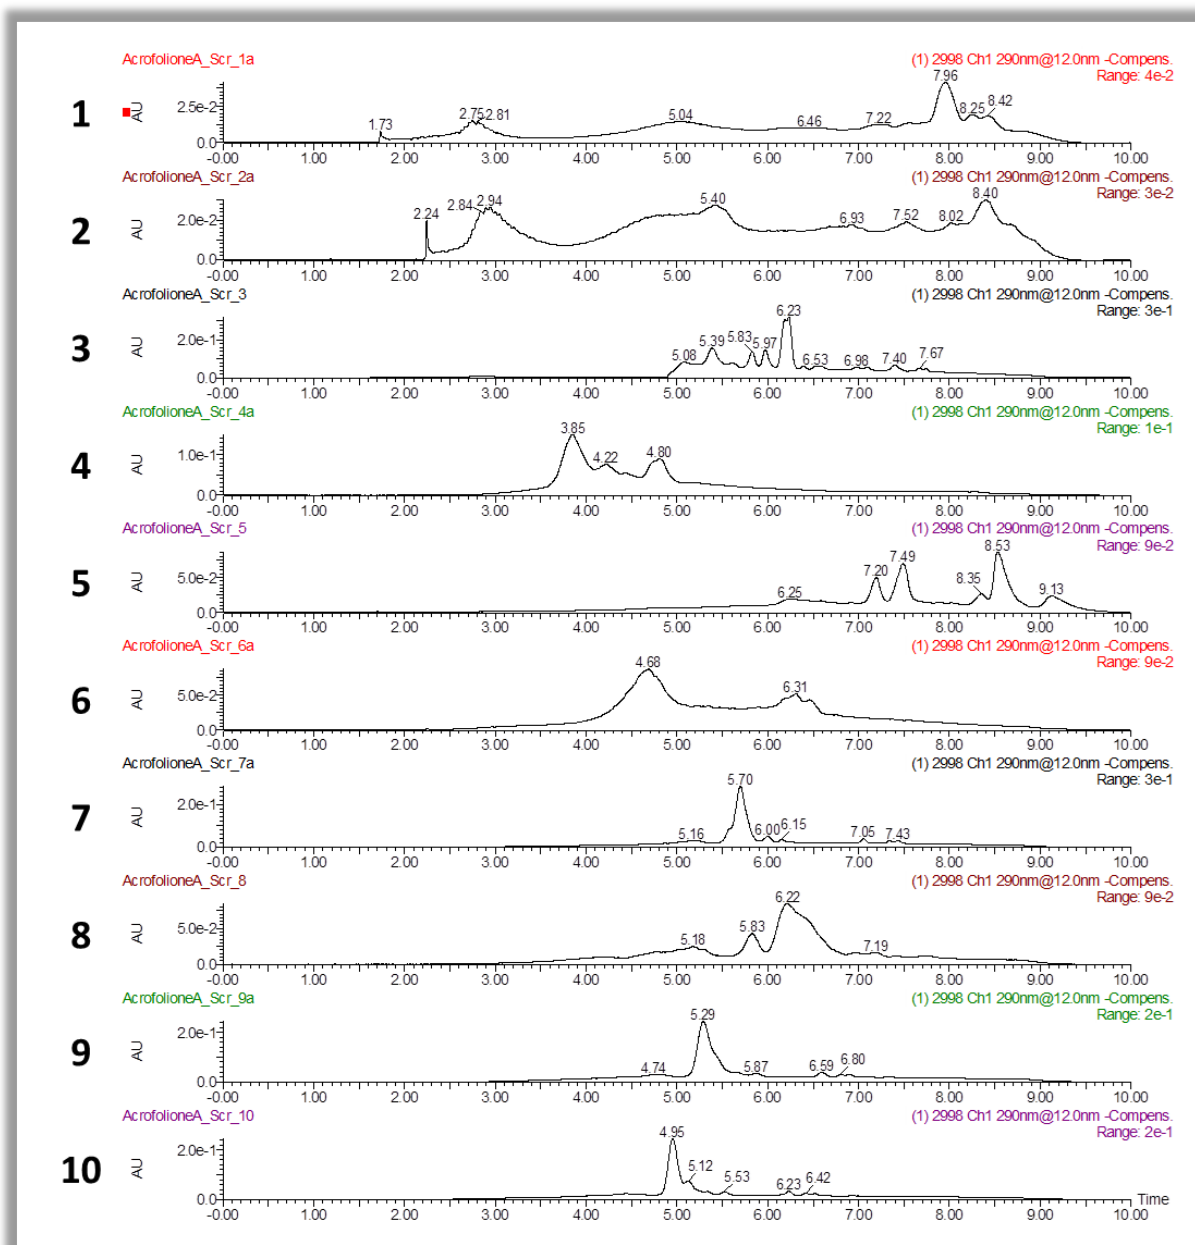 AcrofolioneA_Scr_1a (1) 2998 Ch1 290nm@12.0nm -Compens.
Range: 4e-2
1 AU 2.5e-2 0.0 1.73 2.75 2.81 5.04 6.46 7.22 7.96 8.25 8.42
-0.00 1.00 2.00 3.00 4.00 5.00 6.00 7.00 8.00 9.00 10.00
AcrofolioneA_Scr_2a (1) 2998 Ch1 290nm@12.0nm -Compens.
Range: 3e-2
2 AU 2.0e-2 0.0 2.24 2.84 2.94 5.40 6.93 7.52 8.02 8.40
-0.00 1.00 2.00 3.00 4.00 5.00 6.00 7.00 8.00 9.00 10.00
AcrofolioneA_Scr_3 (1) 2998 Ch1 290nm@12.0nm -Compens.
Range: 3e-1
3 AU 2.0e-1 0.0 5.08 5.39 5.83 5.97 6.23 6.53 6.98 7.40 7.67
-0.00 1.00 2.00 3.00 4.00 5.00 6.00 7.00 8.00 9.00 10.00
AcrofolioneA_Scr_4a (1) 2998 Ch1 290nm@12.0nm -Compens.
Range: 1e-1
4 AU 1.0e-1 0.0 3.85 4.22 4.80
-0.00 1.00 2.00 3.00 4.00 5.00 6.00 7.00 8.00 9.00 10.00
AcrofolioneA_Scr_5 (1) 2998 Ch1 290nm@12.0nm -Compens.
Range: 9e-2
5 AU 5.0e-2 0.0 6.25 7.20 7.49 8.35 8.53 9.13
-0.00 1.00 2.00 3.00 4.00 5.00 6.00 7.00 8.00 9.00 10.00
AcrofolioneA_Scr_6a (1) 2998 Ch1 290nm@12.0nm -Compens.
Range: 9e-2
6 AU 5.0e-2 0.0 4.68 6.31
-0.00 1.00 2.00 3.00 4.00 5.00 6.00 7.00 8.00 9.00 10.00
AcrofolioneA_Scr_7a (1) 2998 Ch1 290nm@12.0nm -Compens.
Range: 3e-1
7 AU 2.0e-1 0.0 5.16 5.70 6.00 6.15 7.05 7.43
-0.00 1.00 2.00 3.00 4.00 5.00 6.00 7.00 8.00 9.00 10.00
AcrofolioneA_Scr_8 (1) 2998 Ch1 290nm@12.0nm -Compens.
Range: 9e-2
8 AU 5.0e-2 0.0 5.18 5.83 6.22 7.19
-0.00 1.00 2.00 3.00 4.00 5.00 6.00 7.00 8.00 9.00 10.00
AcrofolioneA_Scr_9a (1) 2998 Ch1 290nm@12.0nm -Compens.
Range: 2e-1
9 AU 2.0e-1 0.0 4.74 5.29 5.87 6.59 6.80
-0.00 1.00 2.00 3.00 4.00 5.00 6.00 7.00 8.00 9.00 10.00
AcrofolioneA_Scr_10 (1) 2998 Ch1 290nm@12.0nm -Compens.
Range: 2e-1
10 AU 2.0e-1 0.0 4.95 5.12 5.53 6.23 6.42 Time
-0.00 1.00 2.00 3.00 4.00 5.00 6.00 7.00 8.00 9.00 10.00